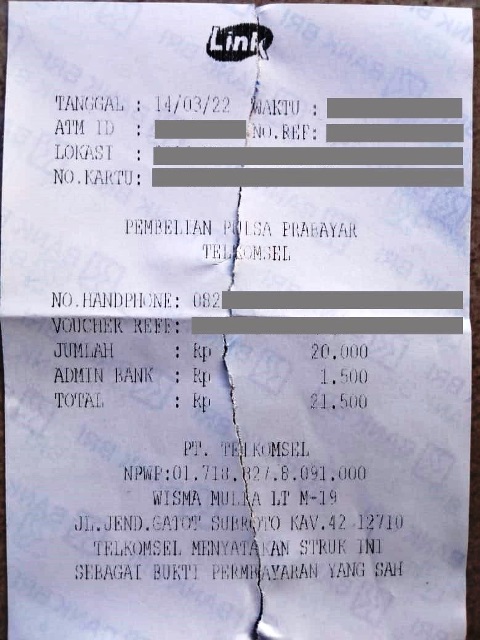 Link
TANGGAL : 14/03/22 WAKTU :
ATM ID : NO.REF:
LOKASI :
NO.KARTU:
PEMBELIAN PULSA PRABAYAR
TELKOMSEL
NO.HANDPHONE: 082
VOUCHER REFF:
JUMLAH : Rp 20.000
ADMIN BANK : Rp 1.500
TOTAL : Rp 21.500
PT. TELKOMSEL
NPWP:01.718.827.8.091.000
WISMA MULIA LT M-19
JL.JEND.GATOT SUBROTO KAV.42 12710
TELKOMSEL MENYATAKAN STRUK INI
SEBAGAI BUKTI PEMBAYARAN YANG SAH